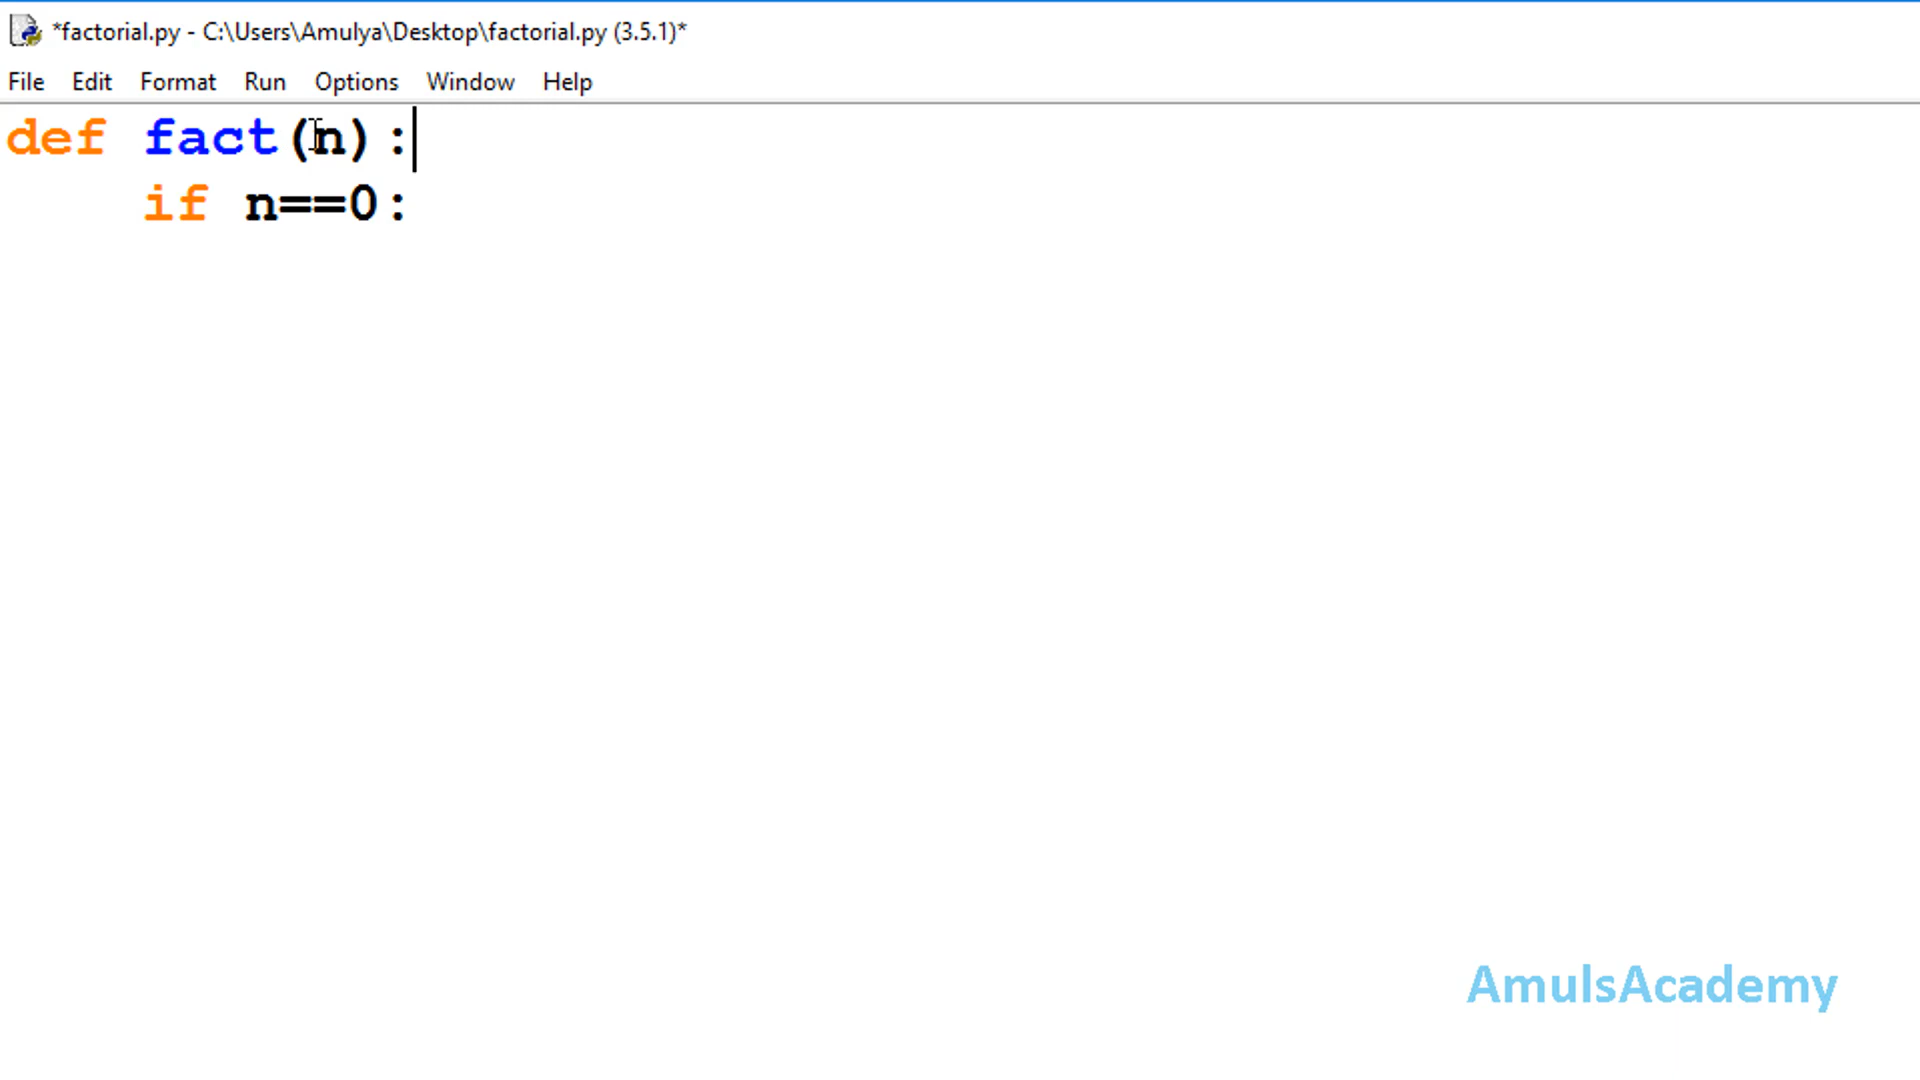 *factorial.py - C:\Users\Amulya\Desktop\factorial.py (3.5.1)*
File Edit Format Run Options Window Help
def fact(n):
    if n==0:
AmulsAcademy